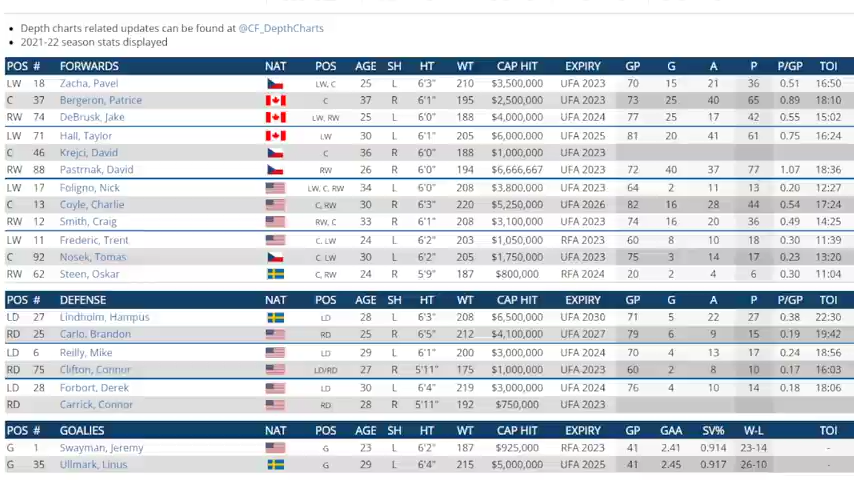 Depth charts related updates can be found at @CF_DepthCharts
2021-22 season stats displayed
POS # FORWARDS NAT POS AGE SH HT WT CAP HIT EXPIRY GP G A P P/GP TOI
LW 18 Zacha, Pavel LW, C 25 L 6'3" 210 $3,500,000 UFA 2023 70 15 21 36 0.51 16:50
C 37 Bergeron, Patrice C 37 R 6'1" 195 $2,500,000 UFA 2023 73 25 40 65 0.89 18:10
RW 74 DeBrusk, Jake LW, RW 25 L 6'0" 188 $4,000,000 UFA 2024 77 25 17 42 0.55 15:02
LW 71 Hall, Taylor LW 30 L 6'1" 205 $6,000,000 UFA 2025 81 20 41 61 0.75 16:24
C 46 Krejci, David C 36 R 6'0" 188 $1,000,000 UFA 2023
RW 88 Pastrnak, David RW 26 R 6'0" 194 $6,666,667 UFA 2023 72 40 37 77 1.07 18:36
LW 17 Foligno, Nick LW, C, RW 34 L 6'0" 208 $3,800,000 UFA 2023 64 2 11 13 0.20 12:27
C 13 Coyle, Charlie C, RW 30 R 6'3" 220 $5,250,000 UFA 2026 82 16 28 44 0.54 17:24
RW 12 Smith, Craig RW, C 33 R 6'1" 208 $3,100,000 UFA 2023 74 16 20 36 0.49 14:25
LW 11 Frederic, Trent C, LW 24 L 6'2" 203 $1,050,000 RFA 2023 60 8 10 18 0.30 11:39
C 92 Nosek, Tomas C, LW 30 L 6'2" 205 $1,750,000 UFA 2023 75 3 14 17 0.23 13:20
RW 62 Steen, Oskar C, RW 24 R 5'9" 187 $800,000 RFA 2024 20 2 4 6 0.30 11:04
POS # DEFENSE NAT POS AGE SH HT WT CAP HIT EXPIRY GP G A P P/GP TOI
LD 27 Lindholm, Hampus LD 28 L 6'3" 208 $6,500,000 UFA 2030 71 5 22 27 0.38 22:30
RD 25 Carlo, Brandon RD 25 R 6'5" 212 $4,100,000 UFA 2027 79 6 9 15 0.19 19:42
LD 6 Reilly, Mike LD 29 L 6'1" 200 $3,000,000 UFA 2024 70 4 13 17 0.24 18:56
RD 75 Clifton, Connor LD/RD 27 R 5'11" 175 $1,000,000 UFA 2023 60 2 8 10 0.17 16:03
LD 28 Forbort, Derek LD 30 L 6'4" 219 $3,000,000 UFA 2024 76 4 10 14 0.18 18:06
RD Carrick, Connor RD 28 R 5'11" 192 $750,000 UFA 2023
POS # GOALIES NAT POS AGE SH HT WT CAP HIT EXPIRY GP GAA SV% W-L TOI
G 1 Swayman, Jeremy G 23 L 6'2" 187 $925,000 RFA 2023 41 2.41 0.914 23-14 -
G 35 Ullmark, Linus G 29 L 6'4" 215 $5,000,000 UFA 2025 41 2.45 0.917 26-10 -